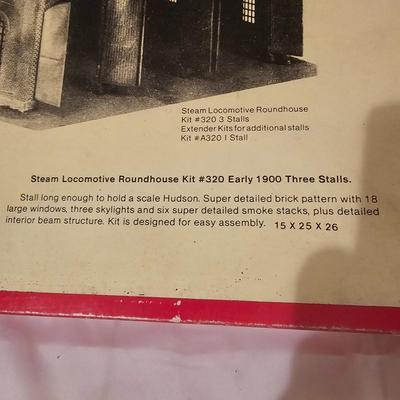 Steam Locomotive Roundhouse
Kit #320 3 Stalls
Extender Kits for additional stalls
Kit #A320 1 Stall
Steam Locomotive Roundhouse Kit #320 Early 1900 Three Stalls.
Stall long enough to hold a scale Hudson. Super detailed brick pattern with 18
large windows, three skylights and six super detailed smoke stacks, plus detailed
interior beam structure. Kit is designed for easy assembly. 15 X 25 X 26